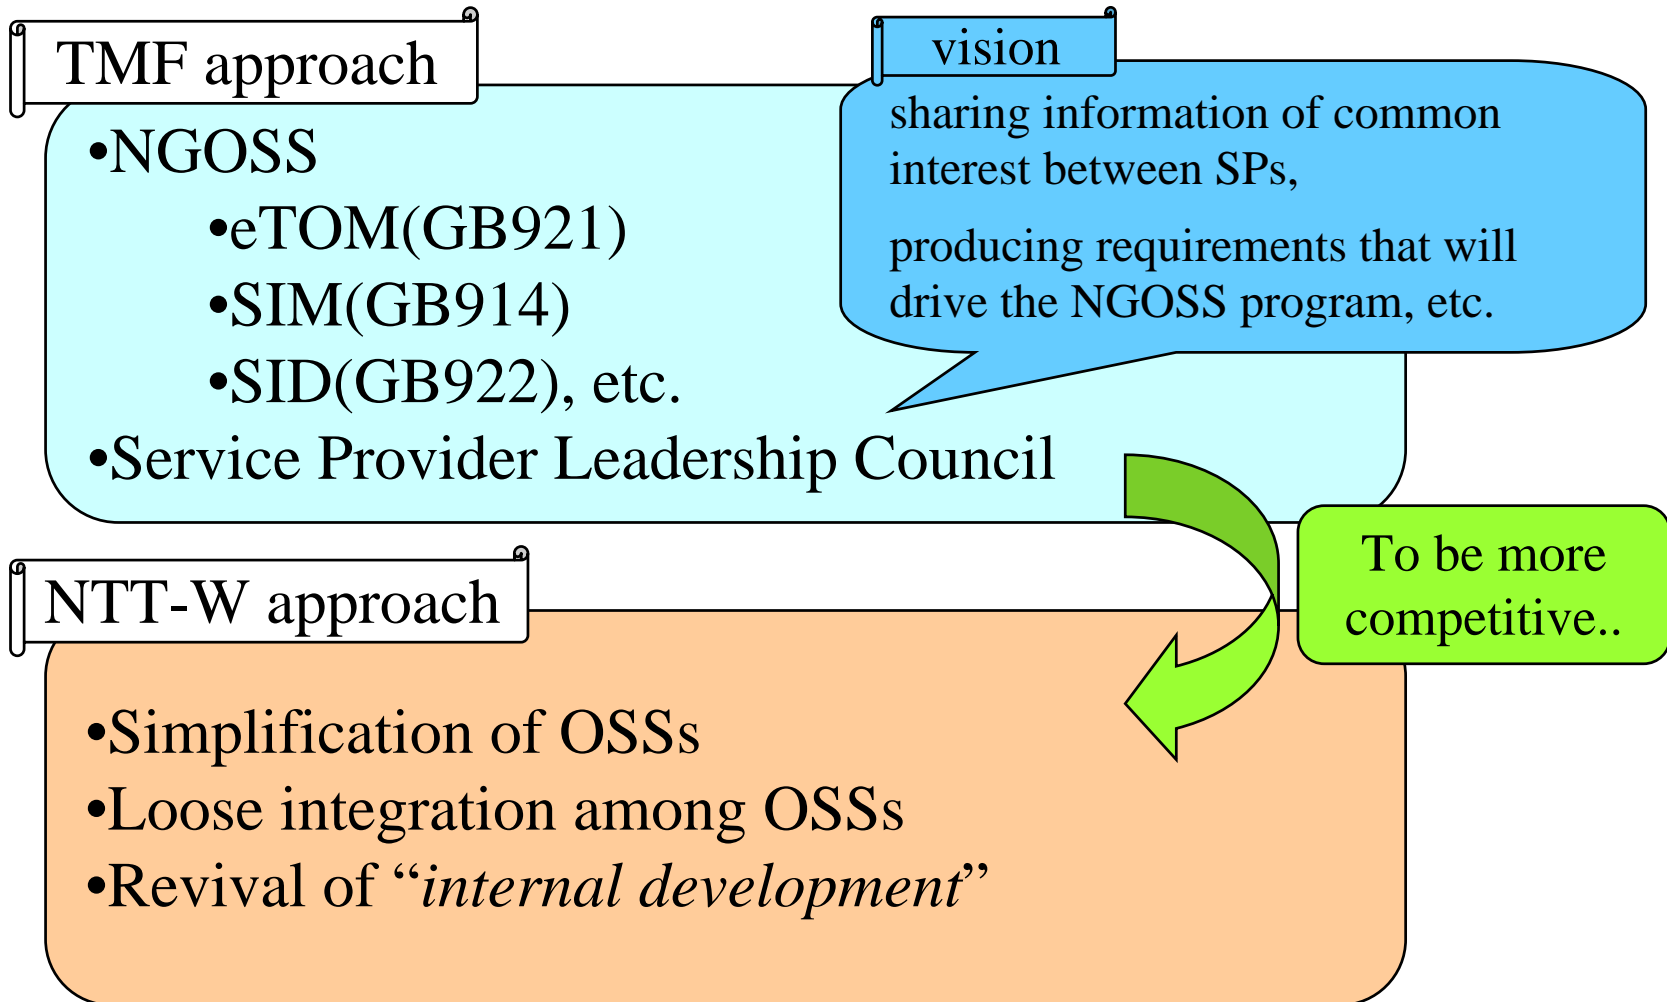 TMF approach
•NGOSS
•eTOM(GB921)
•SIM(GB914)
•SID(GB922), etc.
•Service Provider Leadership Council
vision
sharing information of common
interest between SPs,
producing requirements that will
drive the NGOSS program, etc.
To be more
competitive..
NTT-W approach
•Simplification of OSSs
•Loose integration among OSSs
•Revival of “internal development”